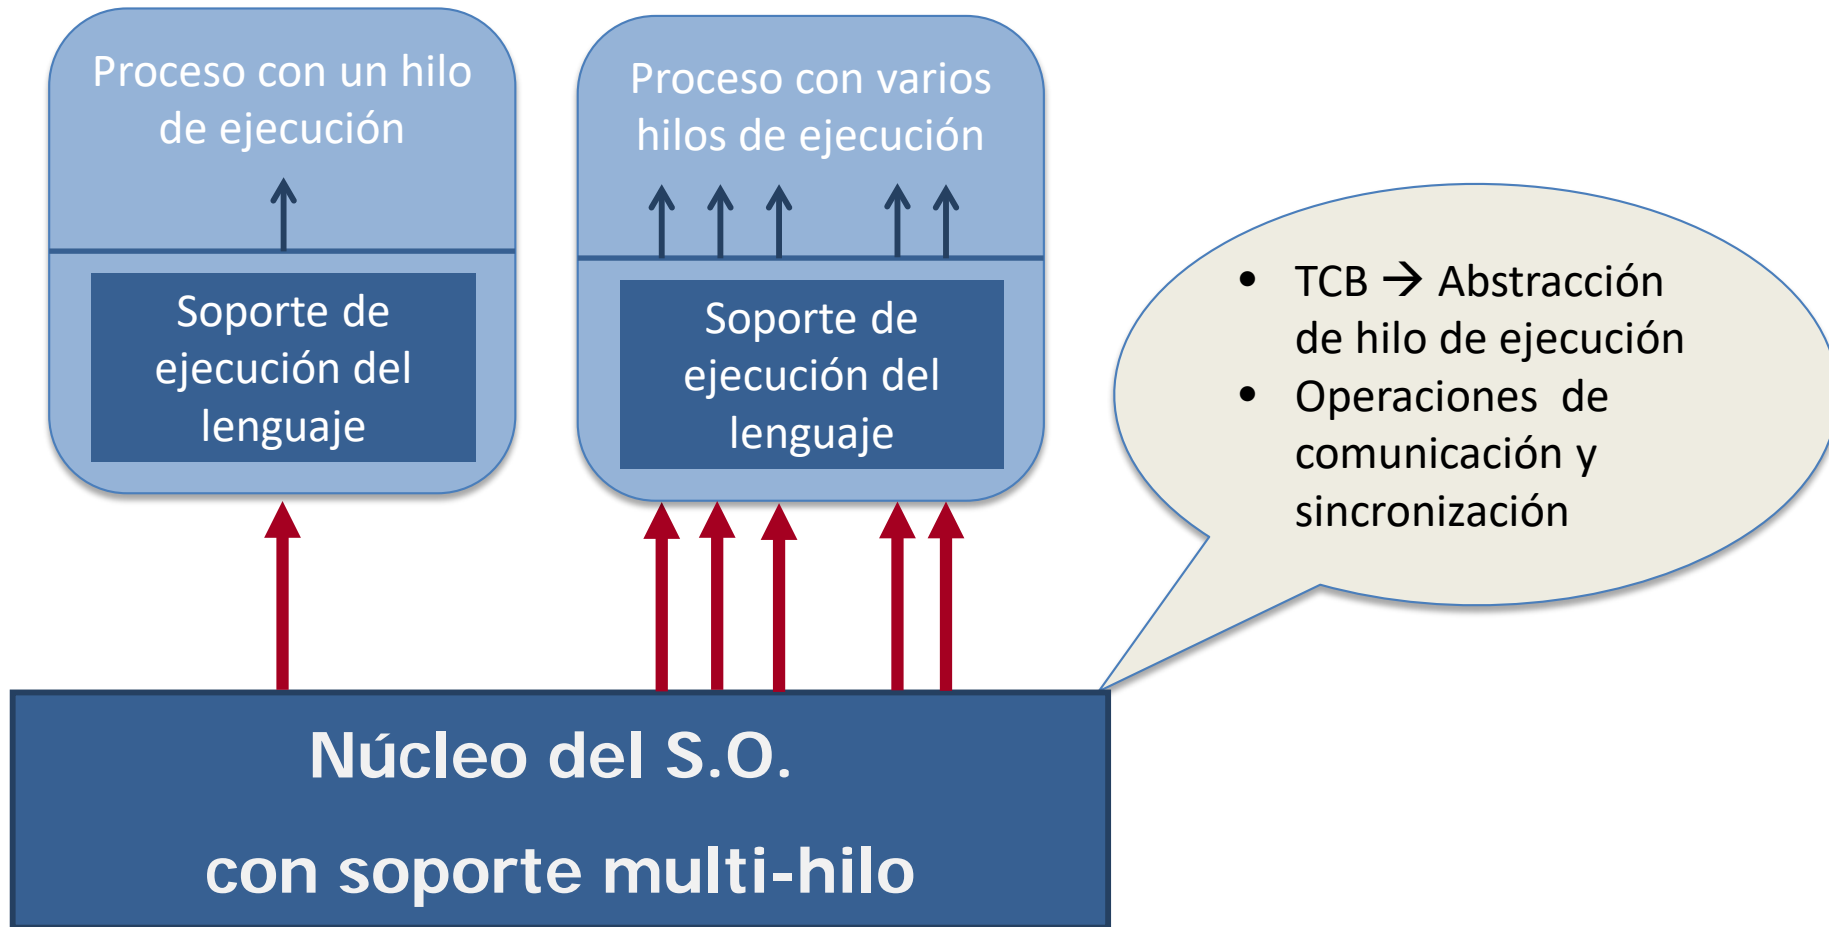 Proceso con un hilo
de ejecución
Soporte de
ejecución del
lenguaje
Proceso con varios
hilos de ejecución
Soporte de
ejecución del
lenguaje
• TCB → Abstracción
de hilo de ejecución
• Operaciones de
comunicación y
sincronización
Núcleo del S.O.
con soporte multi-hilo